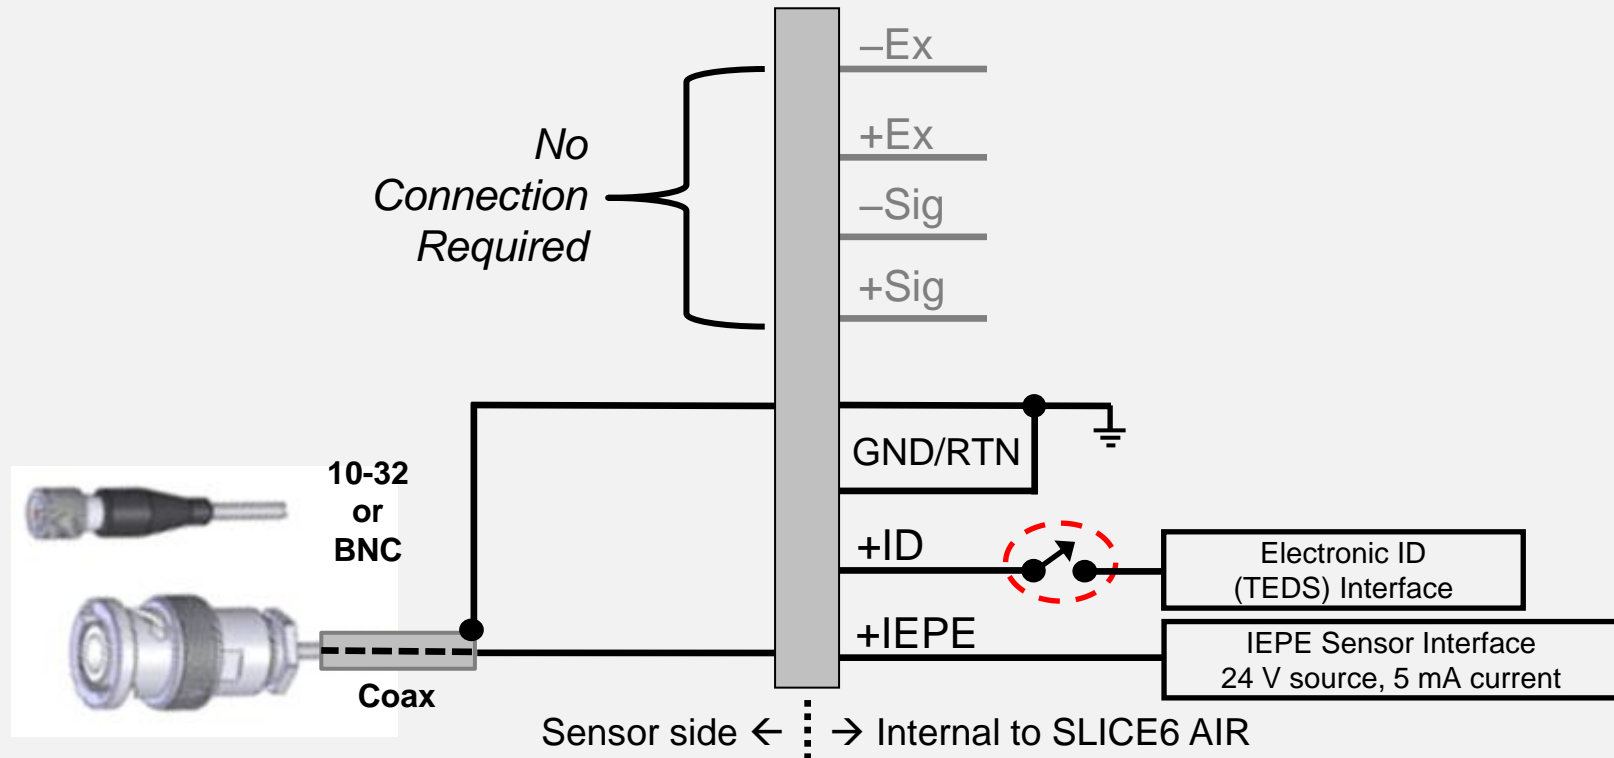 –Ex
+Ex
–Sig
+Sig
No
Connection
Required
GND/RTN
10-32
or
BNC
+ID
Electronic ID
(TEDS) Interface
+IEPE
IEPE Sensor Interface
24 V source, 5 mA current
Coax
Sensor side ← → Internal to SLICE6 AIR